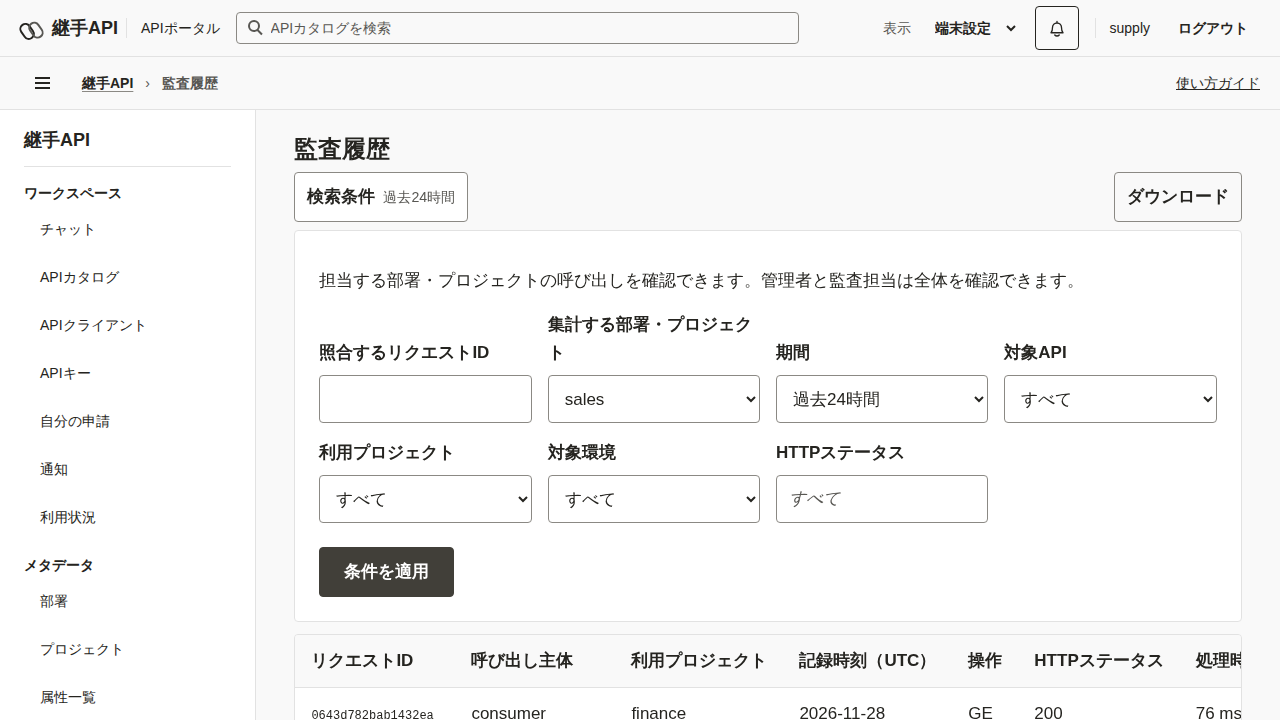 継手API
APIポータル
APIカタログを検索
表示
端末設定
supply
ログアウト
継手API › 監査履歴
使い方ガイド
継手API
ワークスペース
チャット
APIカタログ
APIクライアント
APIキー
自分の申請
通知
利用状況
メタデータ
部署
プロジェクト
属性一覧
監査履歴
検索条件 過去24時間
ダウンロード
担当する部署・プロジェクトの呼び出しを確認できます。管理者と監査担当は全体を確認できます。
照合するリクエストID
集計する部署・プロジェク
ト
期間
対象API
sales
過去24時間
すべて
利用プロジェクト
対象環境
HTTPステータス
すべて
すべて
すべて
条件を適用
リクエストID 呼び出し主体 利用プロジェクト 記録時刻（UTC） 操作 HTTPステータス 処理時
0643d782bab1432ea consumer finance 2026-11-28 GE 200 76 ms